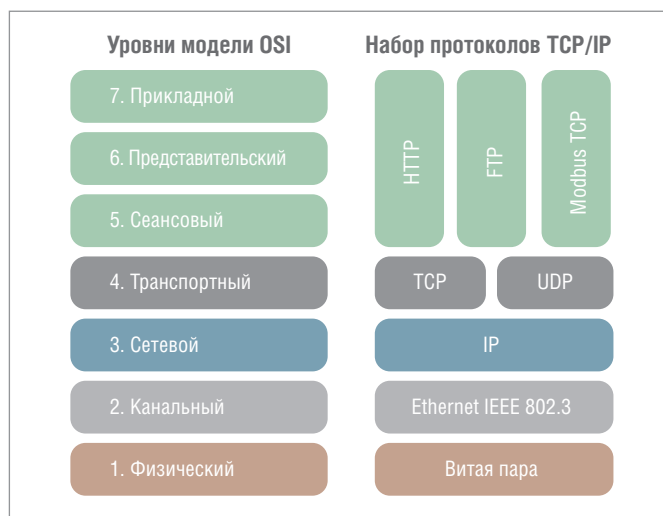 Уровни модели OSI
Набор протоколов TCP/IP
7. Прикладной
6. Представительский
5. Сеансовый
4. Транспортный
3. Сетевой
2. Канальный
1. Физический
HTTP
FTP
Modbus TCP
TCP
UDP
IP
Ethernet IEEE 802.3
Витая пара